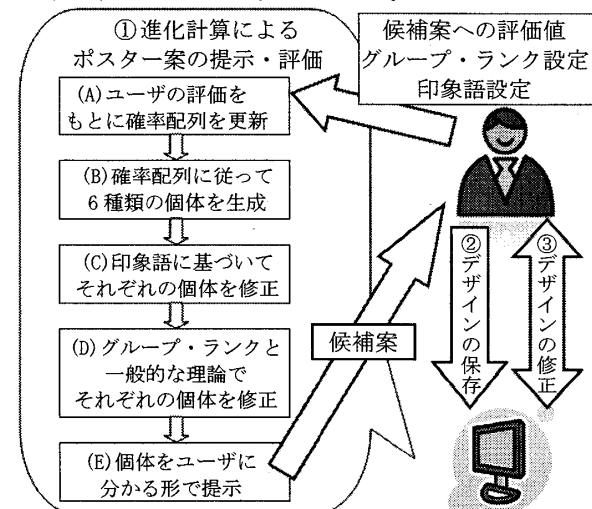 ①進化計算による
ポスター案の提示・評価
(A)ユーザの評価を
もとに確率配列を更新
(B)確率配列に従って
6種類の個体を生成
(C)印象語に基づいて
それぞれの個体を修正
(D)グループ・ランクと
一般的な理論で
それぞれの個体を修正
(E)個体をユーザに
分かる形で提示
候補案への評価値
グループ・ランク設定
印象語設定
候補案
②デザインの保存
③デザインの修正